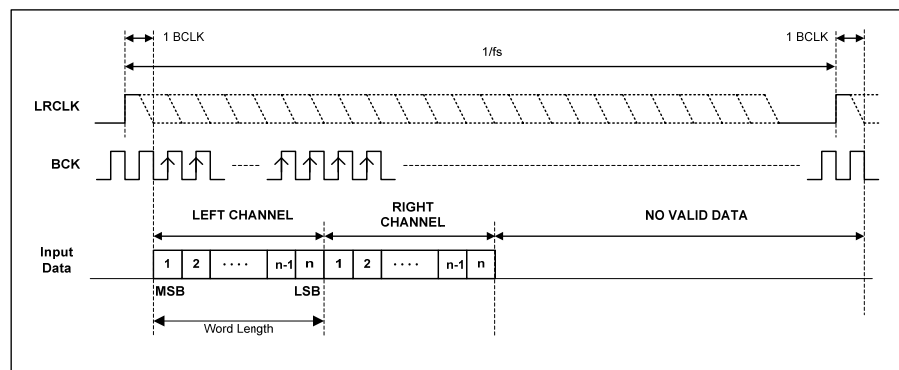 1 BCLK
1 BCLK
1/fs
LRCLK
BCK
LEFT CHANNEL
RIGHT
CHANNEL
NO VALID DATA
Input
Data
1 2 ···· n-1 n 1 2 ···· n-1 n
MSB
LSB
Word Length